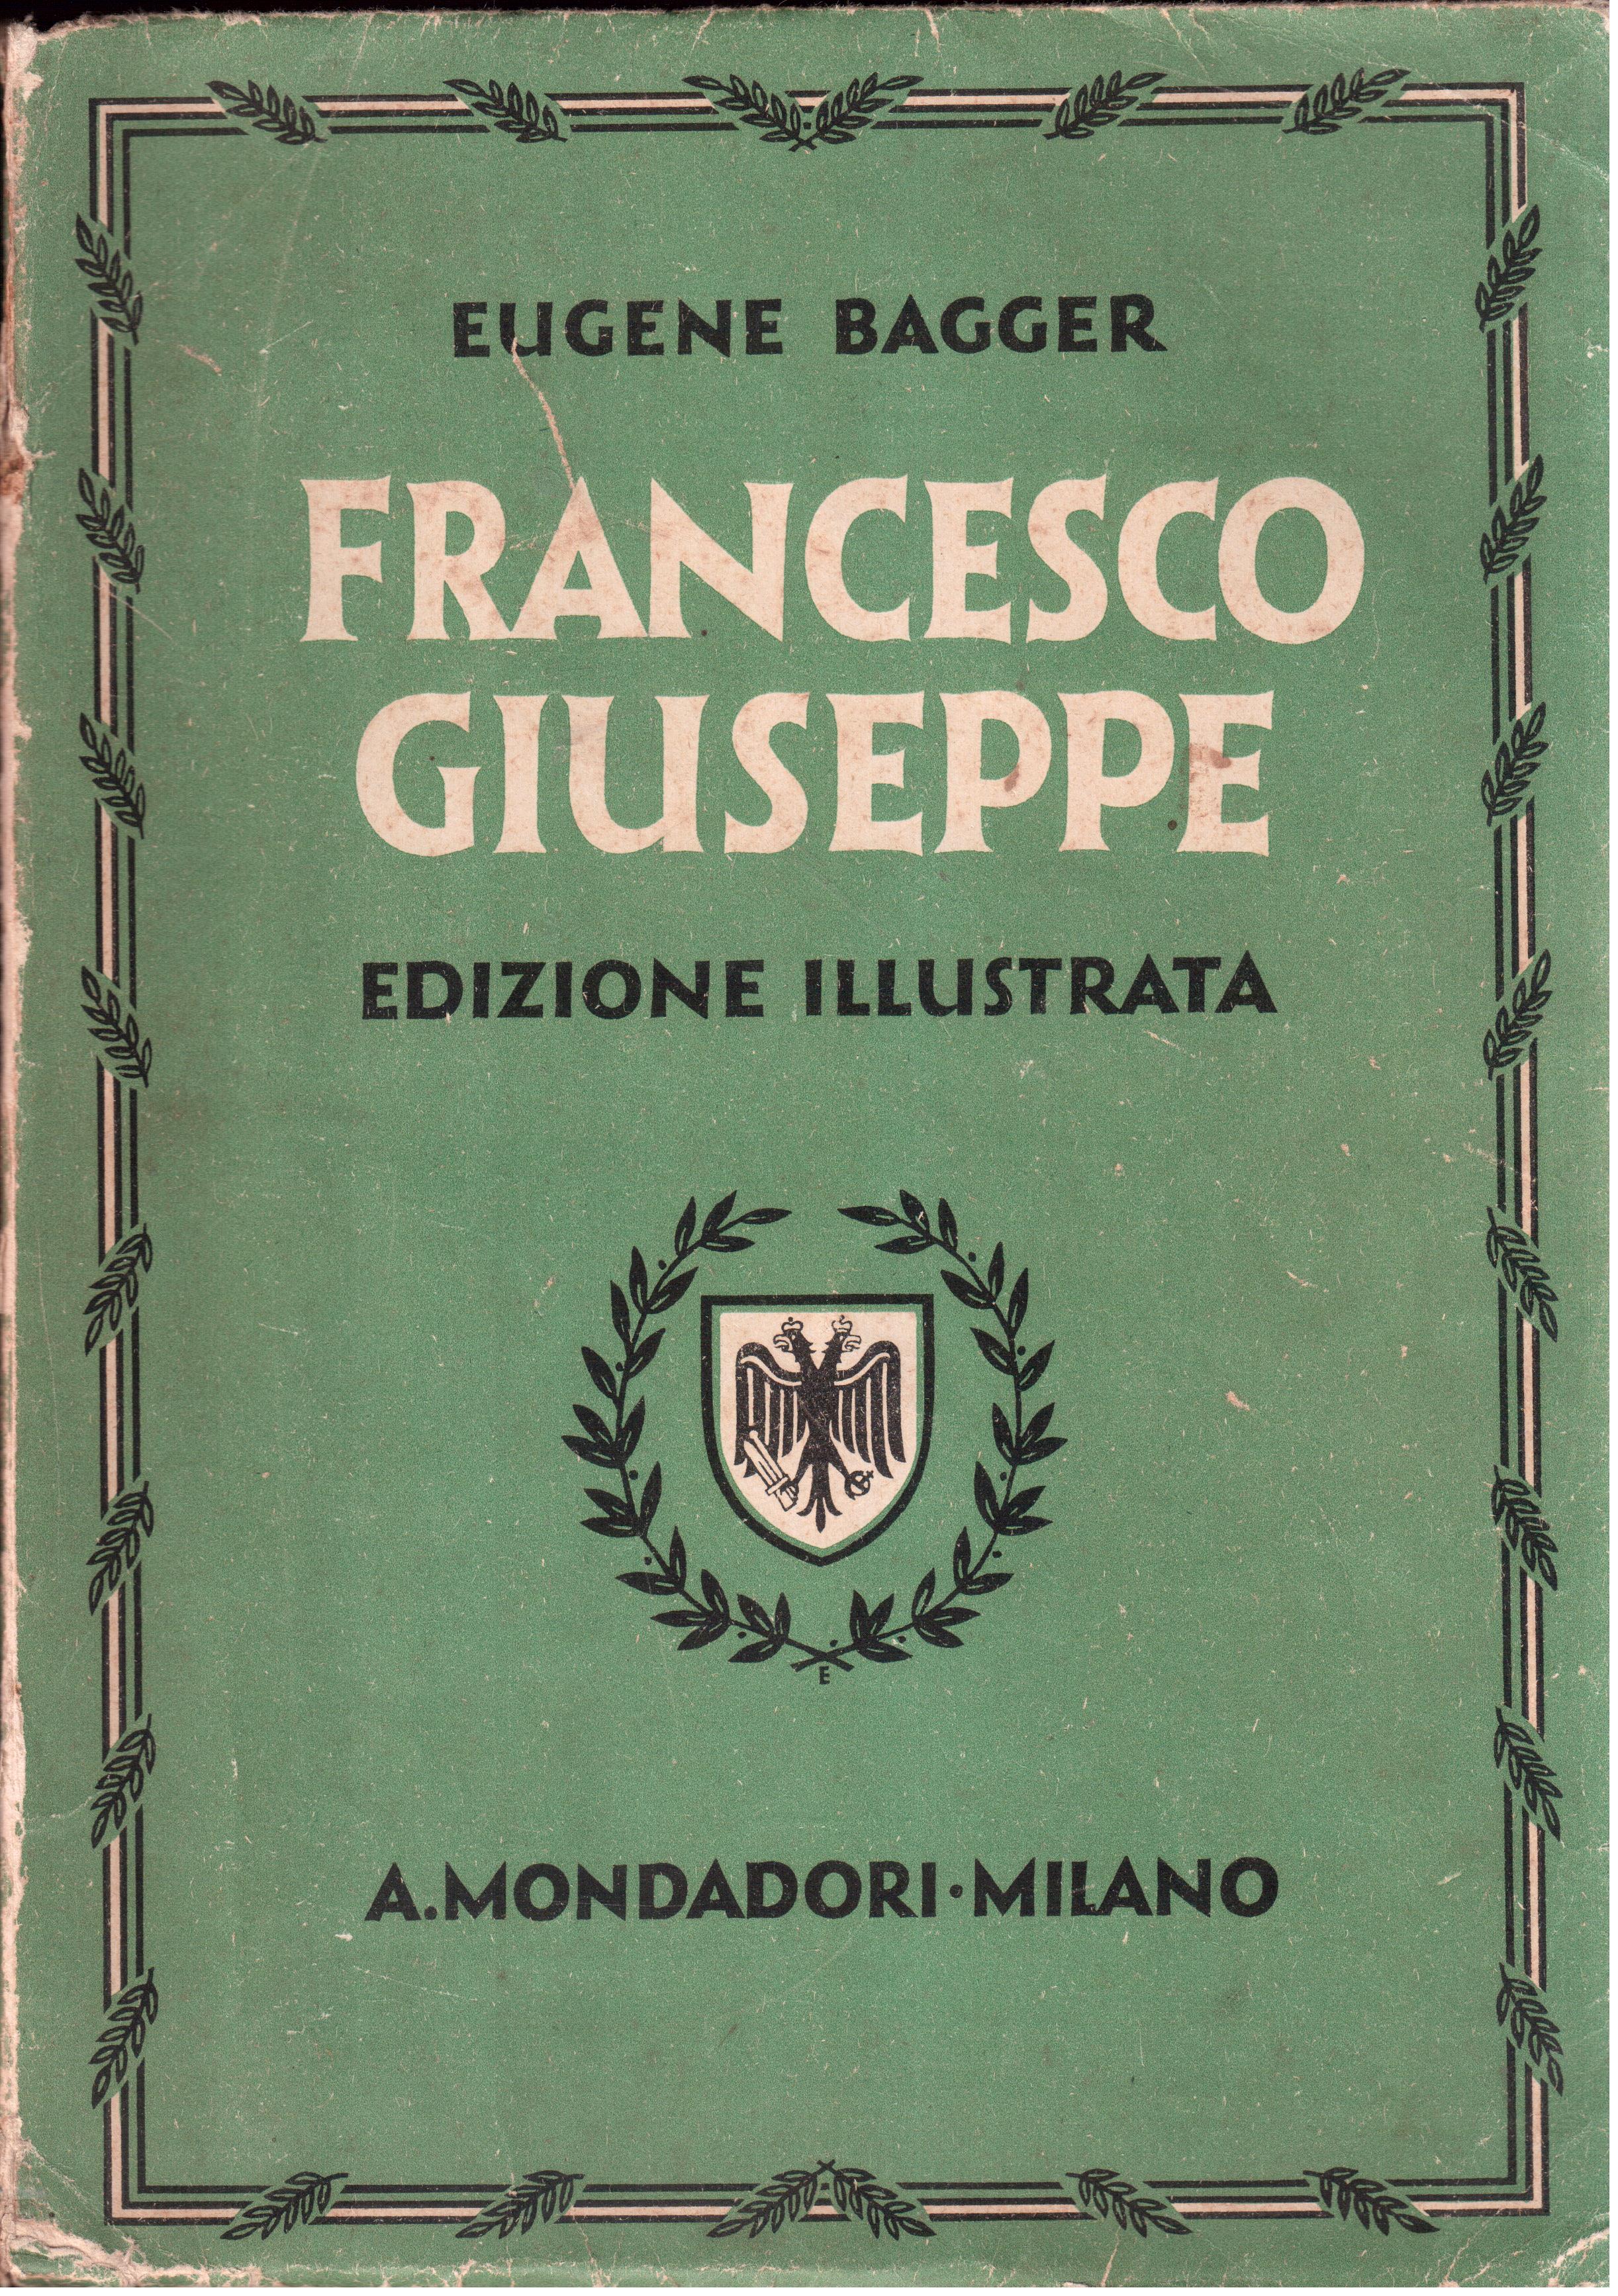 EUGENE BAGGER
FRANCESCO
GIUSEPPE
EDIZIONE ILLUSTRATA
E
A. MONDADORI · MILANO